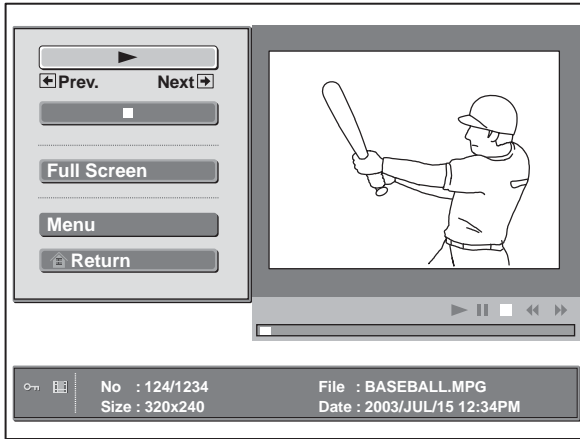 Prev. Next
Full Screen
Menu
Return
No : 124/1234
Size : 320x240
File : BASEBALL.MPG
Date : 2003/JUL/15 12:34PM